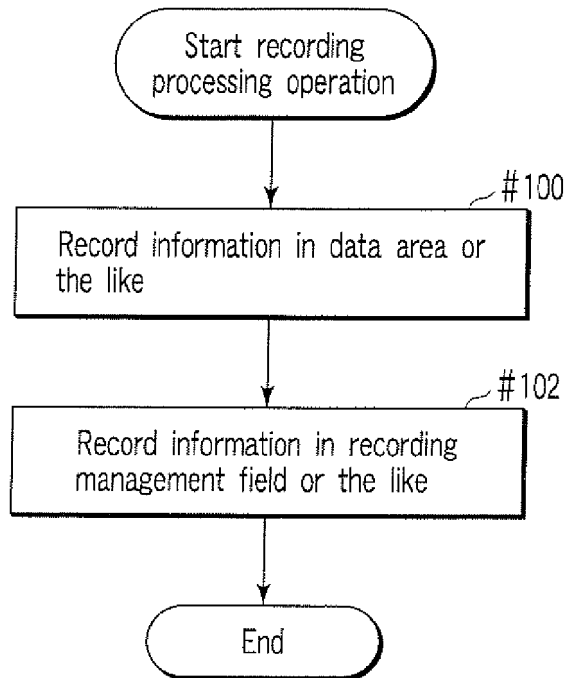 Start recording
processing operation
#100
Record information in data area or
the like
#102
Record information in recording
management field or the like
End